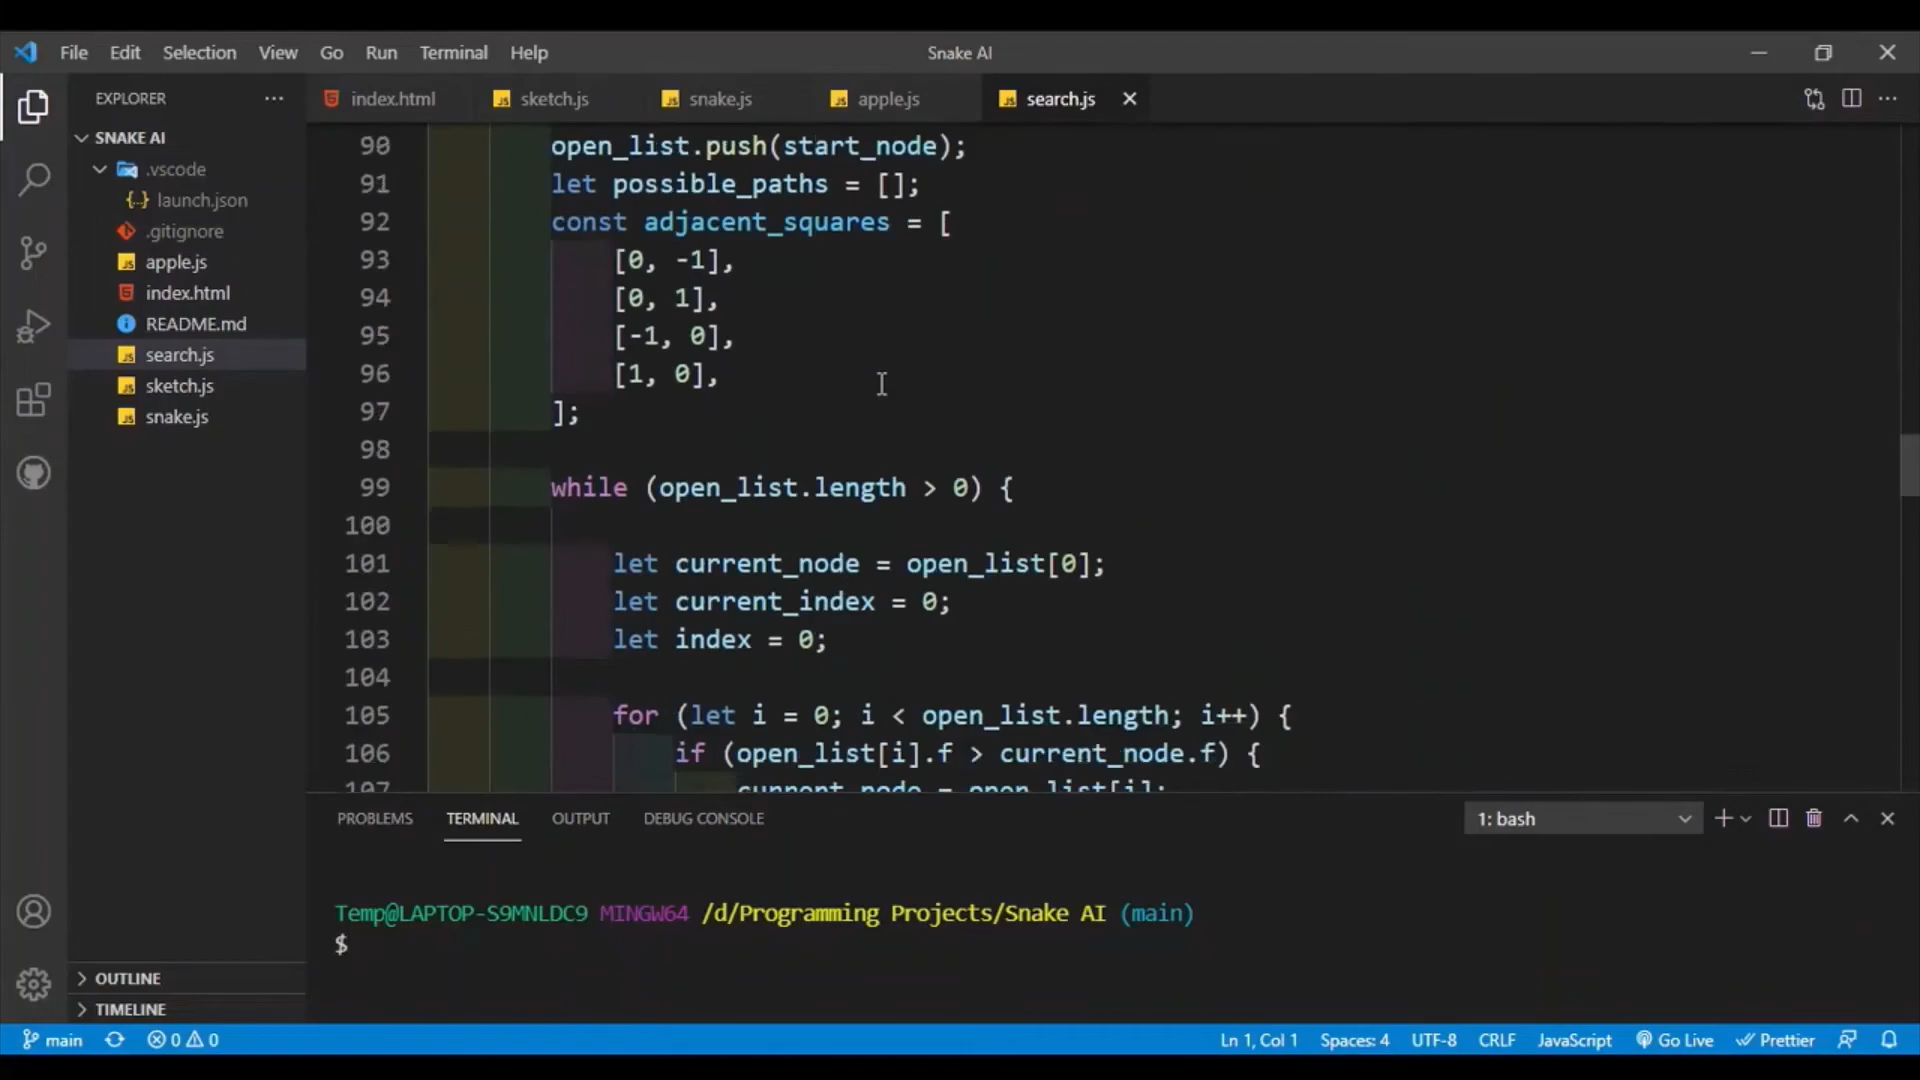 File Edit Selection View Go Run Terminal Help
Snake AI
EXPLORER
index.html
sketch.js
snake.js
apple.js
search.js
SNAKE AI
.vscode
launch.json
.gitignore
apple.js
index.html
README.md
search.js
sketch.js
snake.js
OUTLINE
TIMELINE
90 open_list.push(start_node);
91 let possible_paths = [];
92 const adjacent_squares = [
93 [0, -1],
94 [0, 1],
95 [-1, 0],
96 [1, 0],
97 ];
98
99 while (open_list.length > 0) {
100
101 let current_node = open_list[0];
102 let current_index = 0;
103 let index = 0;
104
105 for (let i = 0; i < open_list.length; i++) {
106 if (open_list[i].f > current_node.f) {
107 current_node = open_list[i];
PROBLEMS TERMINAL OUTPUT DEBUG CONSOLE
1: bash
Temp@LAPTOP-S9MNLDC9 MINGW64 /d/Programming Projects/Snake AI (main)
$
main 0 0 Ln 1, Col 1 Spaces: 4 UTF-8 CRLF JavaScript Go Live Prettier